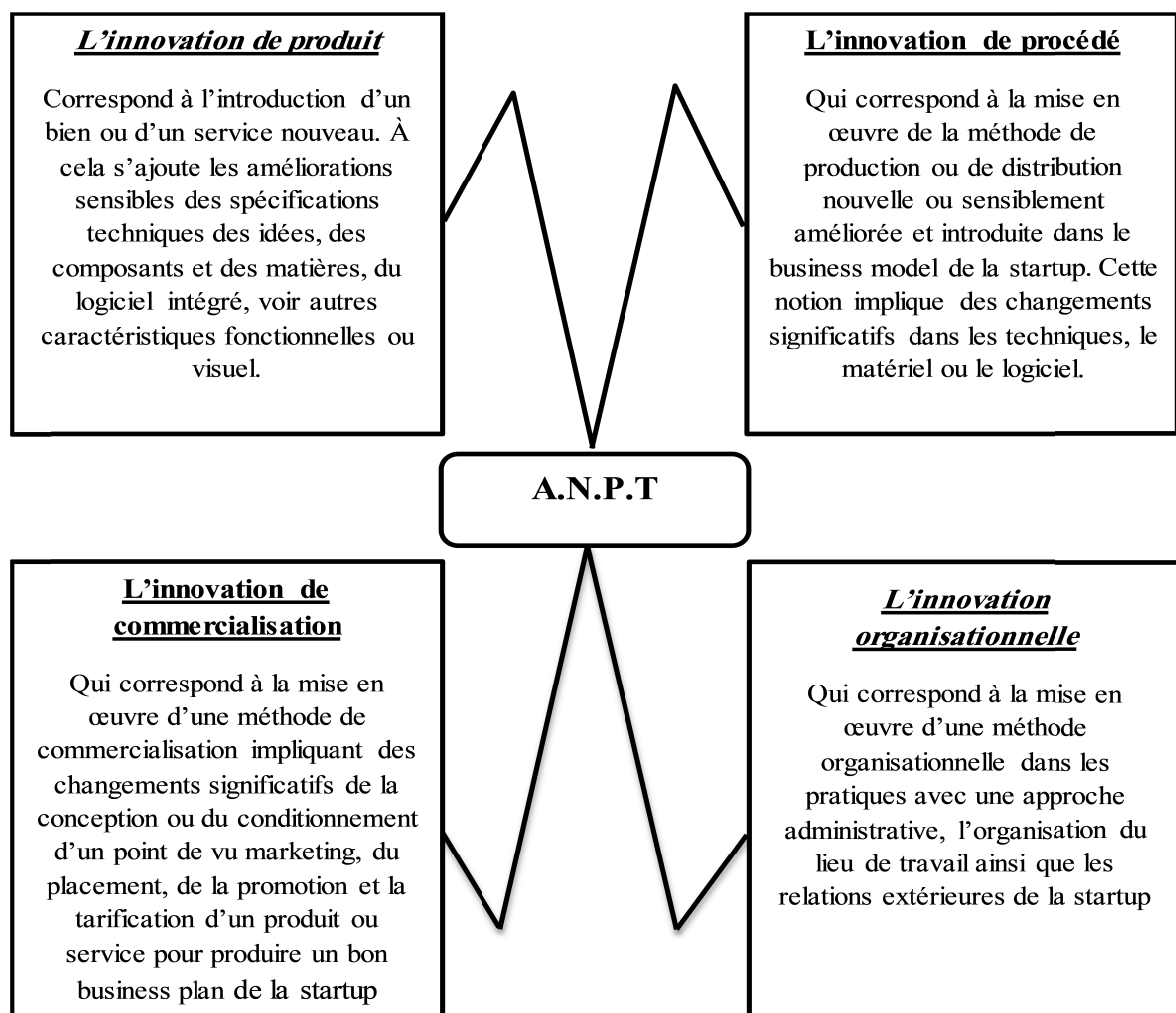 L’innovation de produit
Correspond à l’introduction d’un
bien ou d’un service nouveau. À
cela s’ajoute les améliorations
sensibles des spécifications
techniques des idées, des
composants et des matières, du
logiciel intégré, voir autres
caractéristiques fonctionnelles ou
visuel.
L’innovation de procédé
Qui correspond à la mise en
œuvre de la méthode de
production ou de distribution
nouvelle ou sensiblement
améliorée et introduite dans le
business model de la startup. Cette
notion implique des changements
significatifs dans les techniques, le
matériel ou le logiciel.
A.N.P.T
L’innovation de
commercialisation
Qui correspond à la mise en
œuvre d’une méthode de
commercialisation impliquant des
changements significatifs de la
conception ou du conditionnement
d’un point de vu marketing, du
placement, de la promotion et la
tarification d’un produit ou
service pour produire un bon
business plan de la startup
L’innovation
organisationnelle
Qui correspond à la mise en
œuvre d’une méthode
organisationnelle dans les
pratiques avec une approche
administrative, l’organisation du
lieu de travail ainsi que les
relations extérieures de la startup